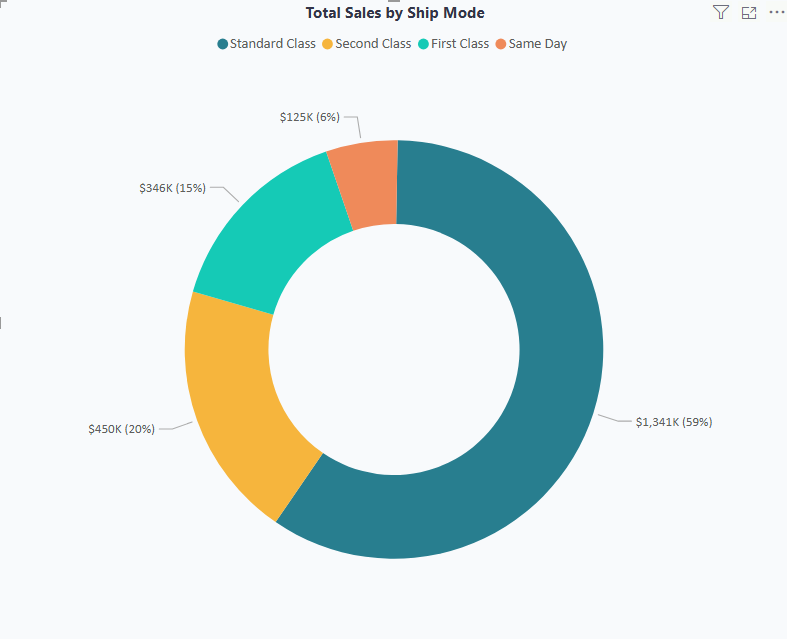 Total Sales by Ship Mode
Standard Class Second Class First Class Same Day
$125K (6%)
$346K (15%)
$1,341K (59%)
$450K (20%)